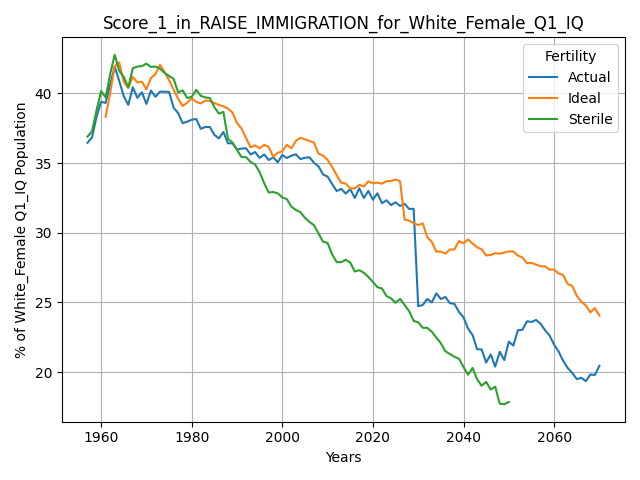 Score_1_in_RAISE_IMMIGRATION_for_White_Female_Q1_IQ
Fertility
Actual
Ideal
Sterile
% of White_Female Q1_IQ Population
40
35
30
25
20
1960
1980
2000
2020
2040
2060
Years